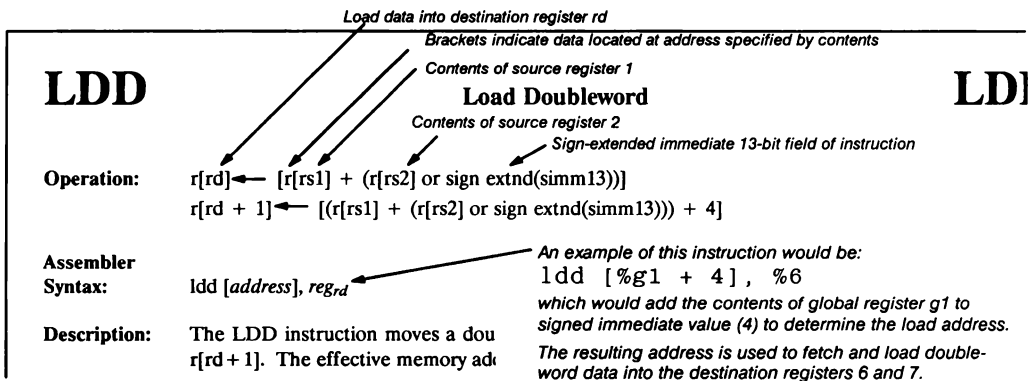 Load data into destination register rd
Brackets indicate data located at address specified by contents
Contents of source register 1
LDD
Load Doubleword
Contents of source register 2
Sign-extended immediate 13-bit field of instruction
Operation: r[rd] [r[rs1] + (r[rs2] or sign extnd(simm13))]
r[rd + 1] [(r[rs1] + (r[rs2] or sign extnd(simm13))) + 4]
Assembler
Syntax: ldd [address], regrd
An example of this instruction would be:
ldd [%g1 + 4], %6
which would add the contents of global register g1 to
signed immediate value (4) to determine the load address.
Description: The LDD instruction moves a dou
r[rd + 1]. The effective memory
The resulting address is used to fetch and load double-
word data into the destination registers 6 and 7.